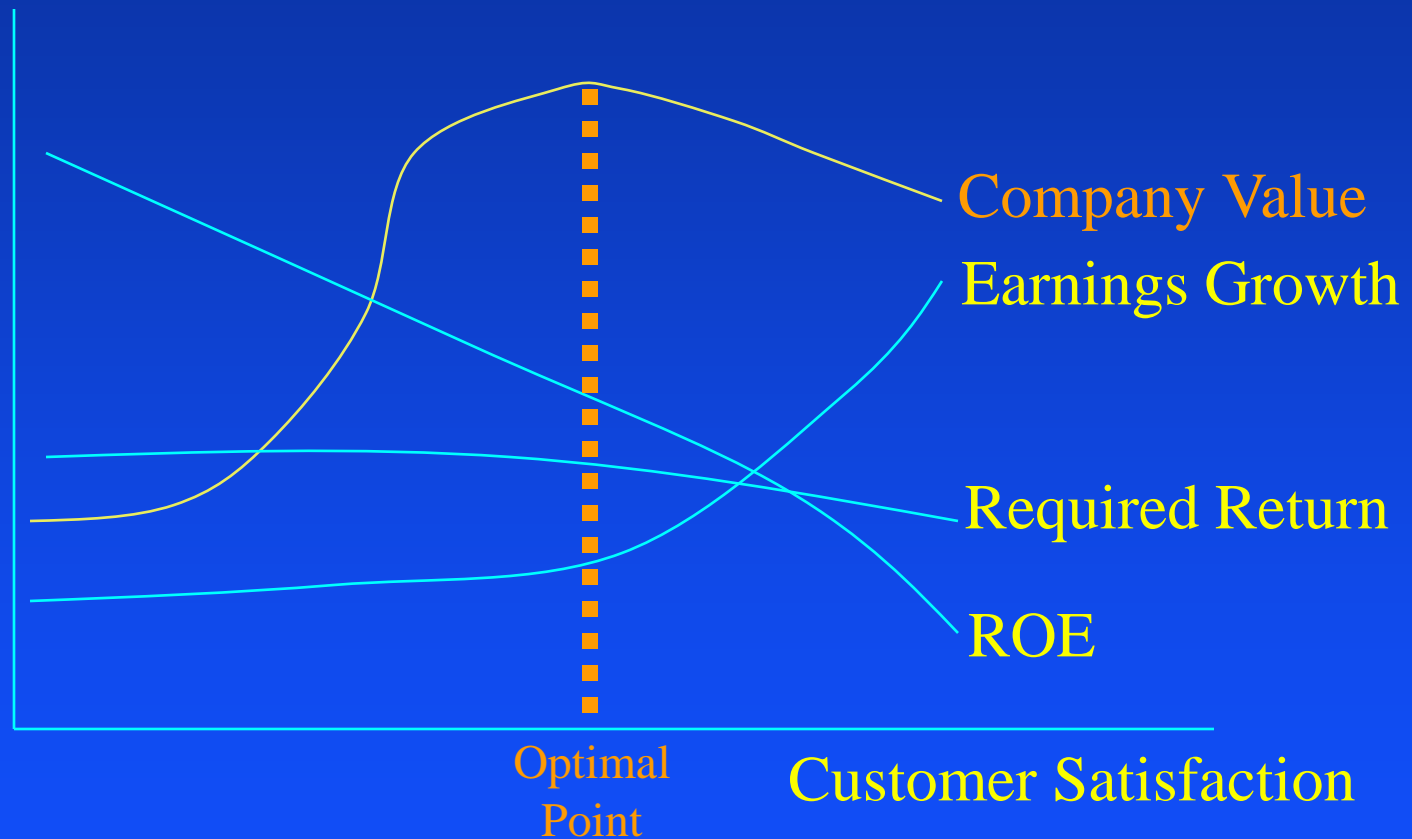 Company Value
Earnings Growth
Required Return
ROE
Optimal
Point
Customer Satisfaction